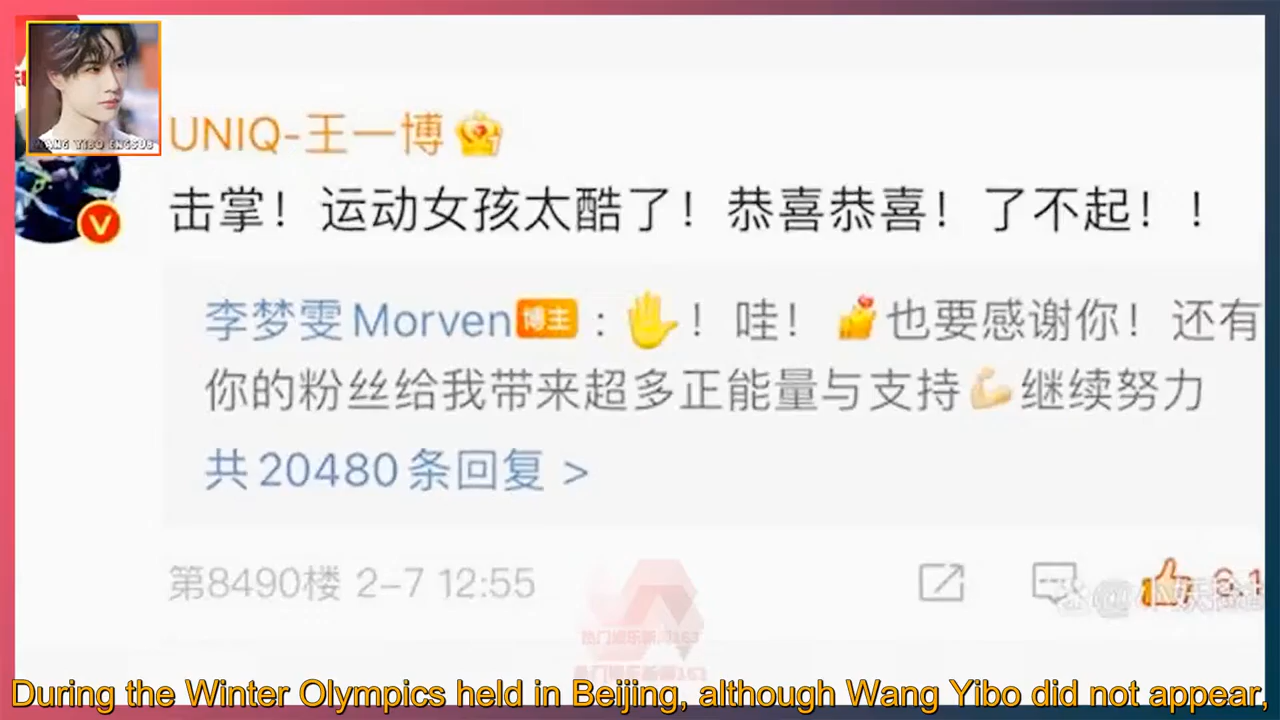 UNIQ-王一博
击掌！运动女孩太酷了！恭喜恭喜！了不起！！
李梦雯Morven 博主：✋！哇！也要感谢你！还有
你的粉丝给我带来超多正能量与支持💪继续努力
共20480条回复 >
第8490楼 2-7 12:55
During the Winter Olympics held in Beijing, although Wang Yibo did not appear,